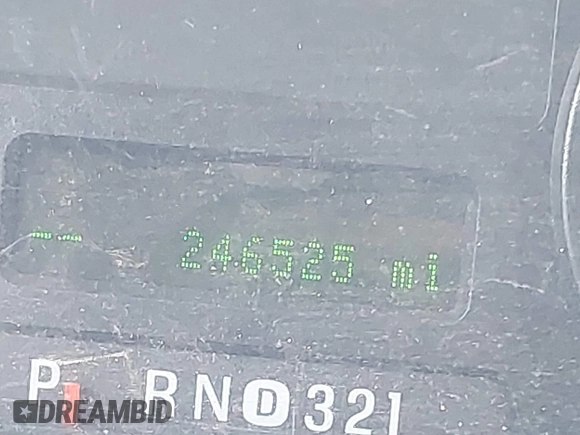 -- 246525 mi
P RND321
DREAMBID